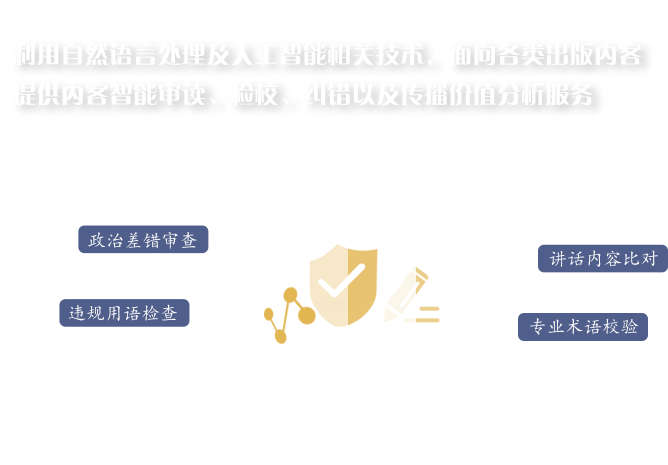 利用自然语言处理及人工智能相关技术，面向各类出版内容
提供内容智能审读、验校、纠错以及传播价值分析服务
政治差错审查
讲话内容比对
违规用语检查
专业术语校验